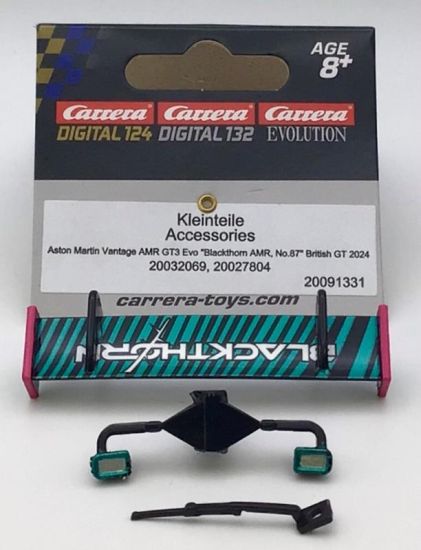 AGE
8+
Carrera Carrera Carrera
DIGITAL 124 DIGITAL 132 EVOLUTION
Kleinteile
Accessories
Aston Martin Vantage AMR GT3 Evo "Blackthorn AMR, No.87" British GT 2024
20032069, 20027804
20091331
carrera-toys.com
BLACKTHORN BLACKTHORN